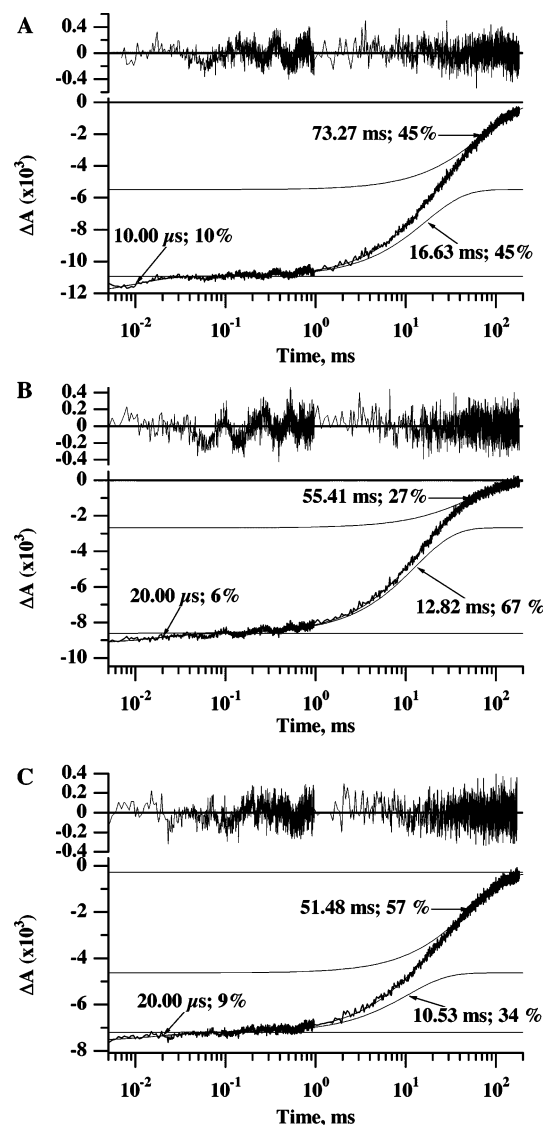 A
0.4
0
-0.4
0
-2
-4
-6
-8
-10
-12
ΔA (x10³)
73.27 ms; 45%
10.00 µs; 10%
16.63 ms; 45%
10⁻² 10⁻¹ 10⁰ 10¹ 10²
Time, ms
B
0.4
0.2
0
-0.2
-0.4
0
-2
-4
-6
-8
-10
ΔA (x10³)
55.41 ms; 27%
20.00 µs; 6%
12.82 ms; 67 %
10⁻² 10⁻¹ 10⁰ 10¹ 10²
Time, ms
C
0.4
0.2
0
-0.2
-0.4
0
-2
-4
-6
-8
ΔA (x10³)
51.48 ms; 57 %
20.00 µs; 9%
10.53 ms; 34 %
10⁻² 10⁻¹ 10⁰ 10¹ 10²
Time, ms